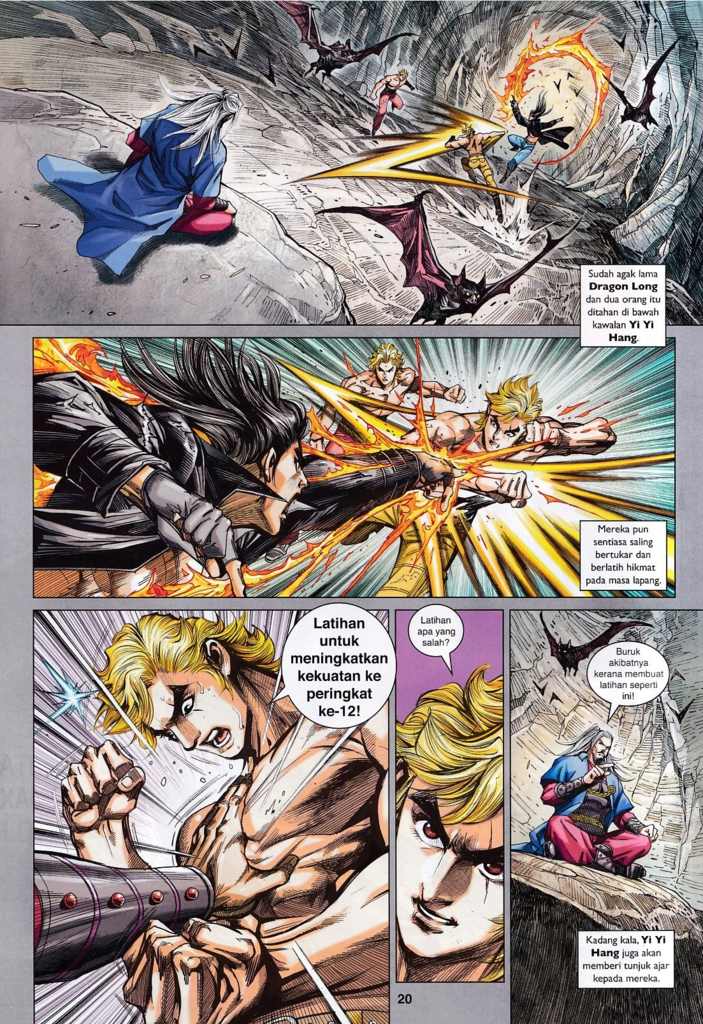 Sudah agak lama
Dragon Long
dan dua orang itu
ditahan di bawah
kawalan Yi Yi
Hang.
Mereka pun
sentiasa saling
bertukar dan
berlatih hikmat
pada masa lapang.
Latihan
untuk
meningkatkan
kekuatan ke
peringkat
ke-12!
Latihan
apa yang
salah?
Buruk
akibatnya
kerana membuat
latihan seperti
ini!
Kadang kala, Yi Yi
Hang juga akan
memberi tunjuk ajar
kepada mereka.
20